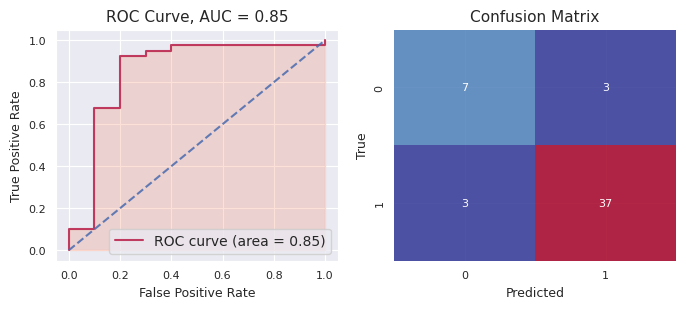 ROC Curve, AUC = 0.85
1.0
0.8
0.6
0.4
0.2
0.0
True Positive Rate
ROC curve (area = 0.85)
0.0 0.2 0.4 0.6 0.8 1.0
False Positive Rate
Confusion Matrix
True
0
7 3
1
3 37
0 1
Predicted